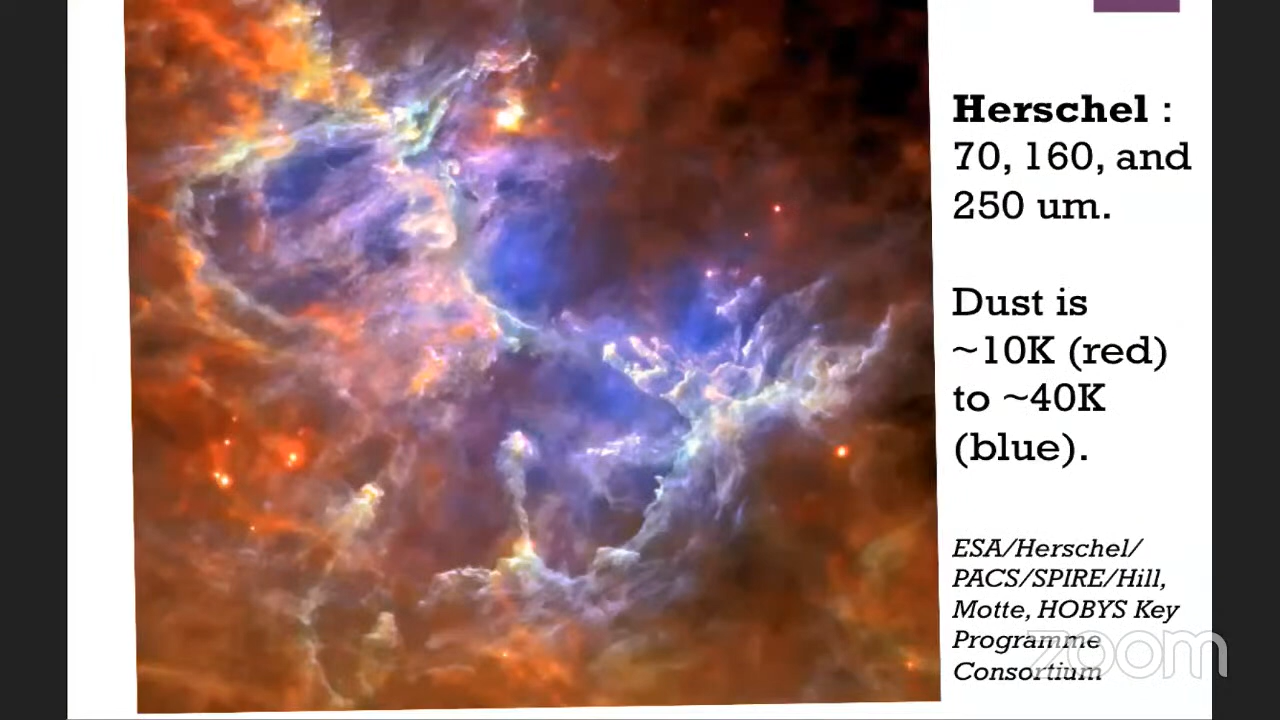 Herschel :
70, 160, and
250 um.
Dust is
~10K (red)
to ~40K
(blue).
ESA/Herschel/
PACS/SPIRE/Hill,
Motte, HOBYS Key
Programme
Consortium
zoom